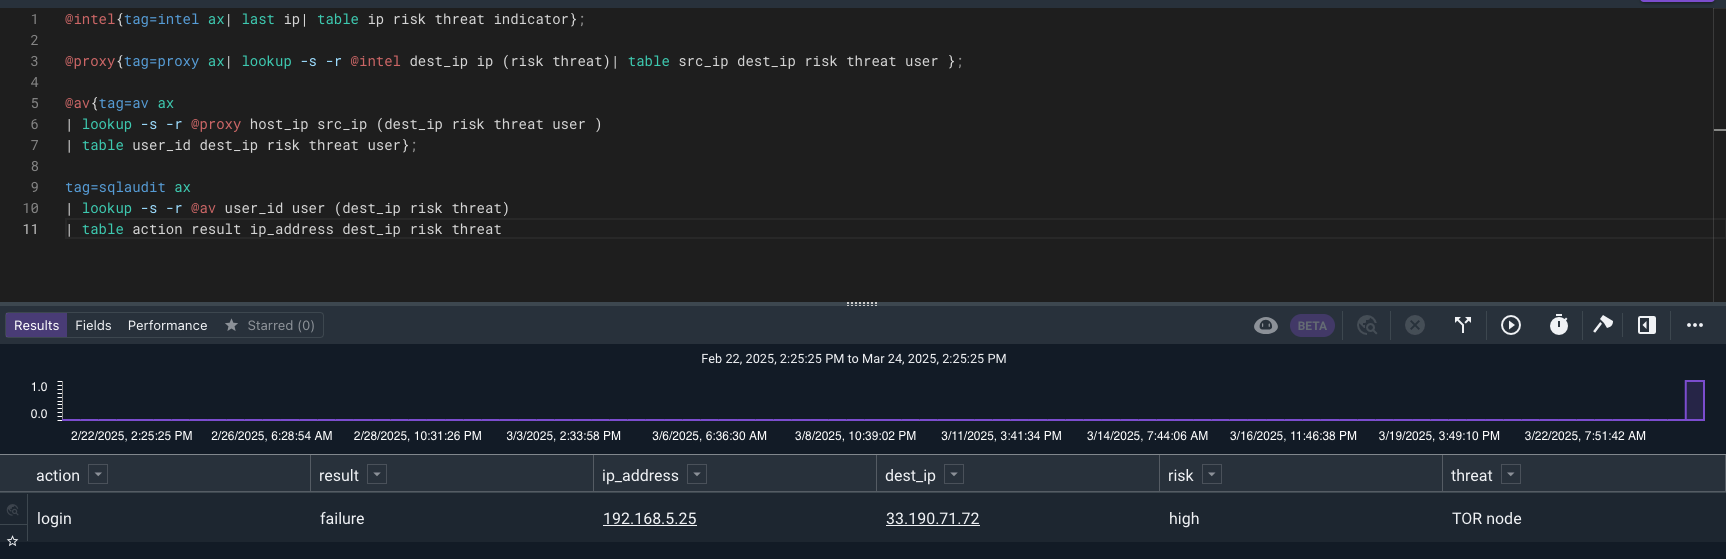 1 @intel{tag=intel ax| last ip| table ip risk threat indicator};
2
3 @proxy{tag=proxy ax| lookup -s -r @intel dest_ip ip (risk threat)| table src_ip dest_ip risk threat user };
4
5 @av{tag=av ax
6 | lookup -s -r @proxy host_ip src_ip (dest_ip risk threat user )
7 | table user_id dest_ip risk threat user};
8
9 tag=sqlaudit ax
10 | lookup -s -r @av user_id user (dest_ip risk threat)
11 | table action result ip_address dest_ip risk threat
Results Fields Performance Starred (0) BETA
Feb 22, 2025, 2:25:25 PM to Mar 24, 2025, 2:25:25 PM
1.0
0.0
2/22/2025, 2:25:25 PM 2/26/2025, 6:28:54 AM 2/28/2025, 10:31:26 PM 3/3/2025, 2:33:58 PM 3/6/2025, 6:36:30 AM 3/8/2025, 10:39:02 PM 3/11/2025, 3:41:34 PM 3/14/2025, 7:44:06 AM 3/16/2025, 11:46:38 PM 3/19/2025, 3:49:10 PM 3/22/2025, 7:51:42 AM
action result ip_address dest_ip risk threat
login failure 192.168.5.25 33.190.71.72 high TOR node